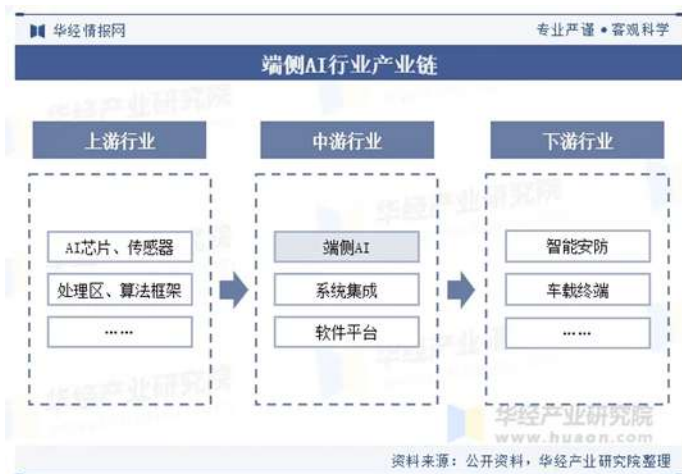 华经情报网
专业严谨•客观科学
端侧AI行业产业链
上游行业
中游行业
下游行业
AI芯片、传感器
端侧AI
智能安防
处理区、算法框架
系统集成
车载终端
……
软件平台
……
华经产业研究院
www.huaon.com
资料来源：公开资料，华经产业研究院整理